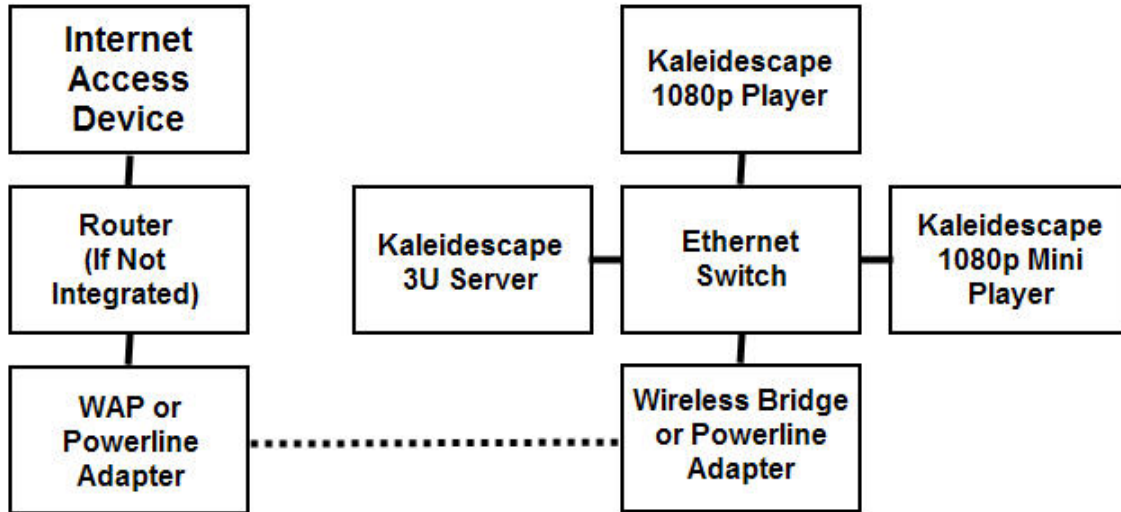 Internet
Access
Device
Router
(If Not
Integrated)
WAP or
Powerline
Adapter
Kaleidescape
1080p Player
Kaleidescape
3U Server
Ethernet
Switch
Kaleidescape
1080p Mini
Player
Wireless Bridge
or Powerline
Adapter